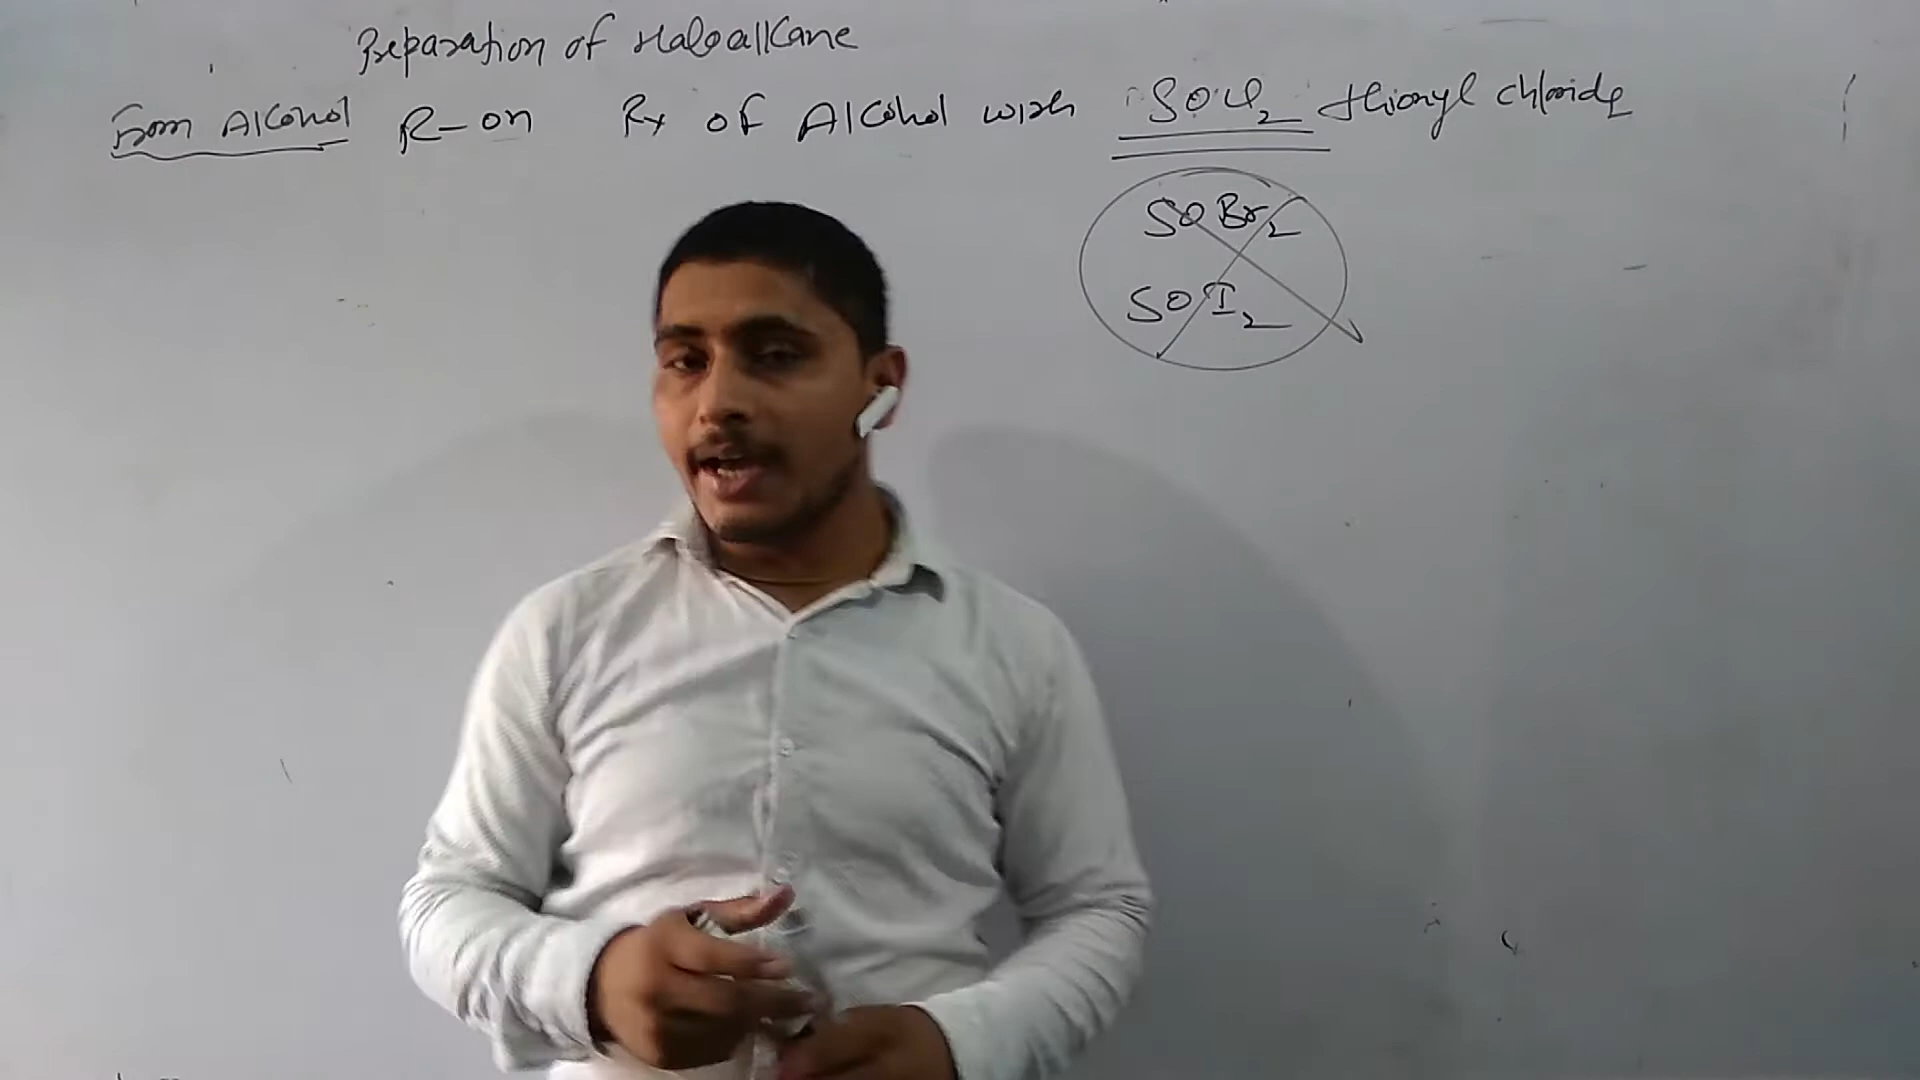 Preparation of Haloalkane
From Alcohol R-OH Rx of Alcohol with SOCl2 thionyl chloride
SOBr2
SOI2